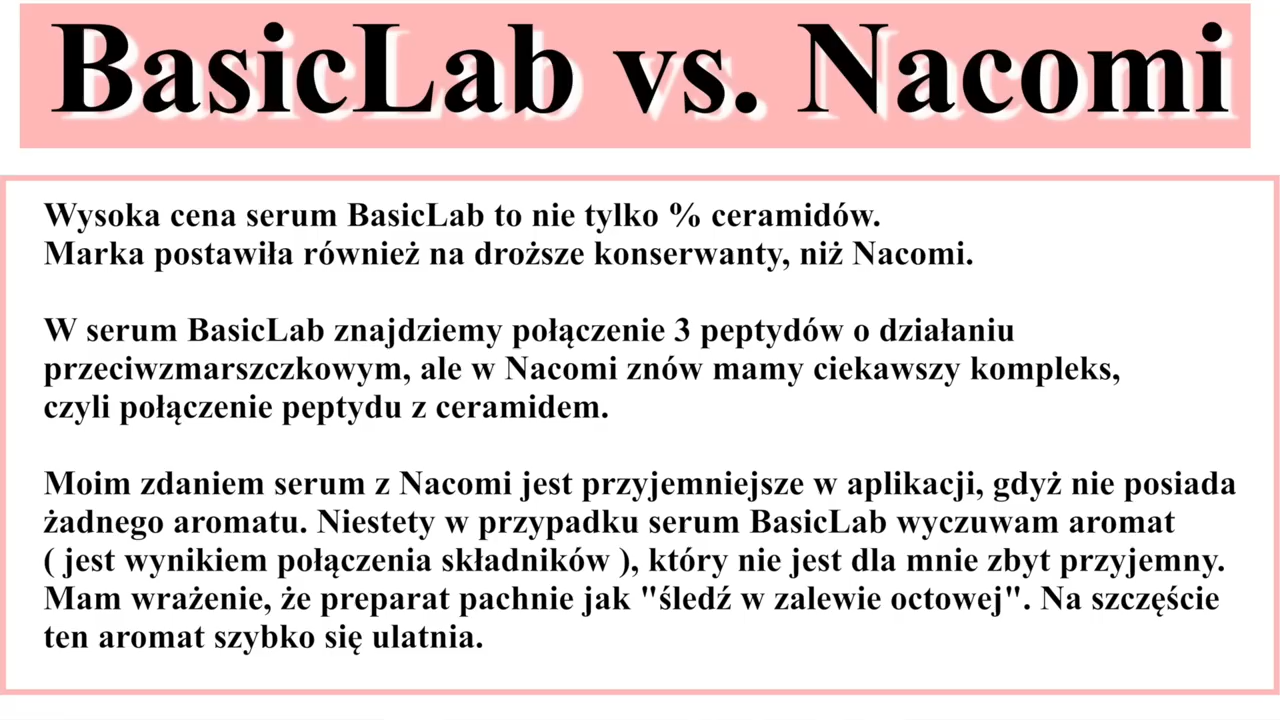 BasicLab vs. Nacomi
Wysoka cena serum BasicLab to nie tylko % ceramidów.
Marka postawiła również na droższe konserwanty, niż Nacomi.
W serum BasicLab znajdziemy połączenie 3 peptydów o działaniu
przeciwzmarszczkowym, ale w Nacomi znów mamy ciekawszy kompleks,
czyli połączenie peptydu z ceramidem.
Moim zdaniem serum z Nacomi jest przyjemniejsze w aplikacji, gdyż nie posiada
żadnego aromatu. Niestety w przypadku serum BasicLab wyczuwam aromat
( jest wynikiem połączenia składników ), który nie jest dla mnie zbyt przyjemny.
Mam wrażenie, że preparat pachnie jak "śledź w zalewie octowej". Na szczęście
ten aromat szybko się ulatnia.